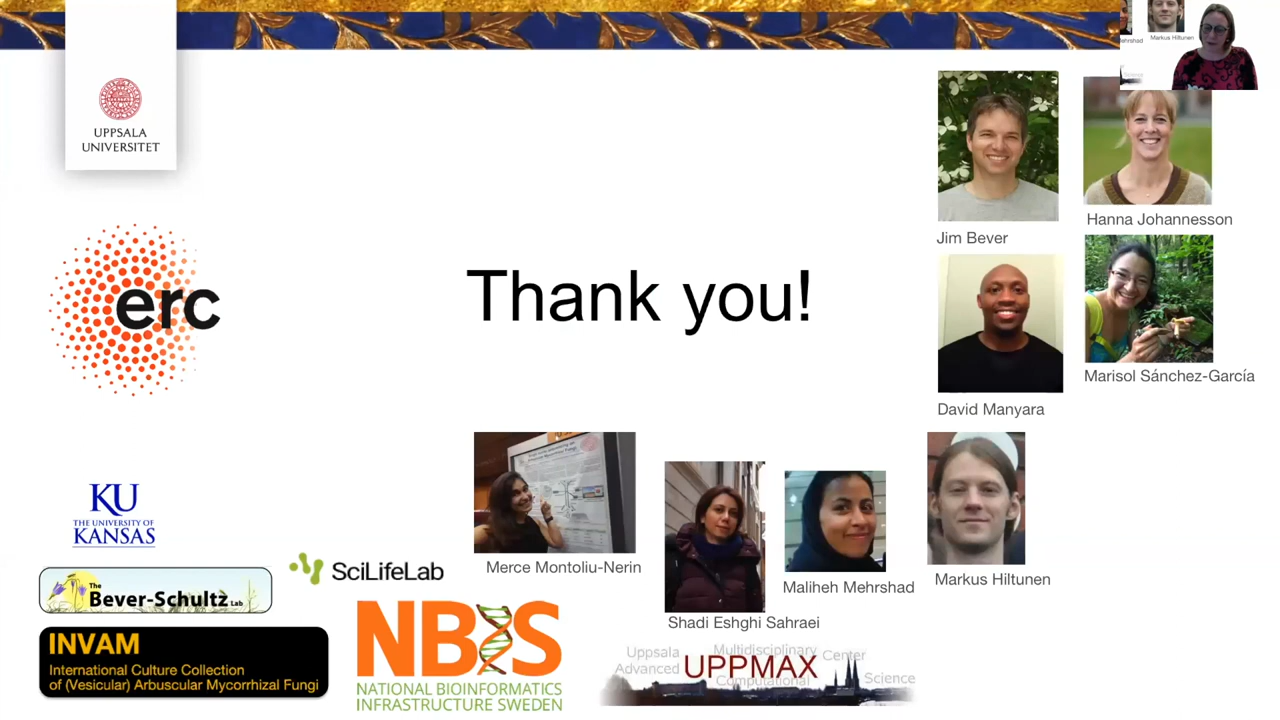 UPPSALA
UNIVERSITET
Mehrshad
Markus Hiltunen
erc
Thank you!
Jim Bever
Hanna Johannesson
David Manyara
Marisol Sánchez-García
KU
THE UNIVERSITY OF
KANSAS
The
Bever-Schultz Lab
INVAM
International Culture Collection
of (Vesicular) Arbuscular Mycorrhizal Fungi
SciLifeLab
NBIS
NATIONAL BIOINFORMATICS
INFRASTRUCTURE SWEDEN
Merce Montoliu-Nerin
Shadi Eshghi Sahraei
Maliheh Mehrshad
Markus Hiltunen
Uppsala Multidisciplinary Center
Advanced UPPMAX
Computational Science